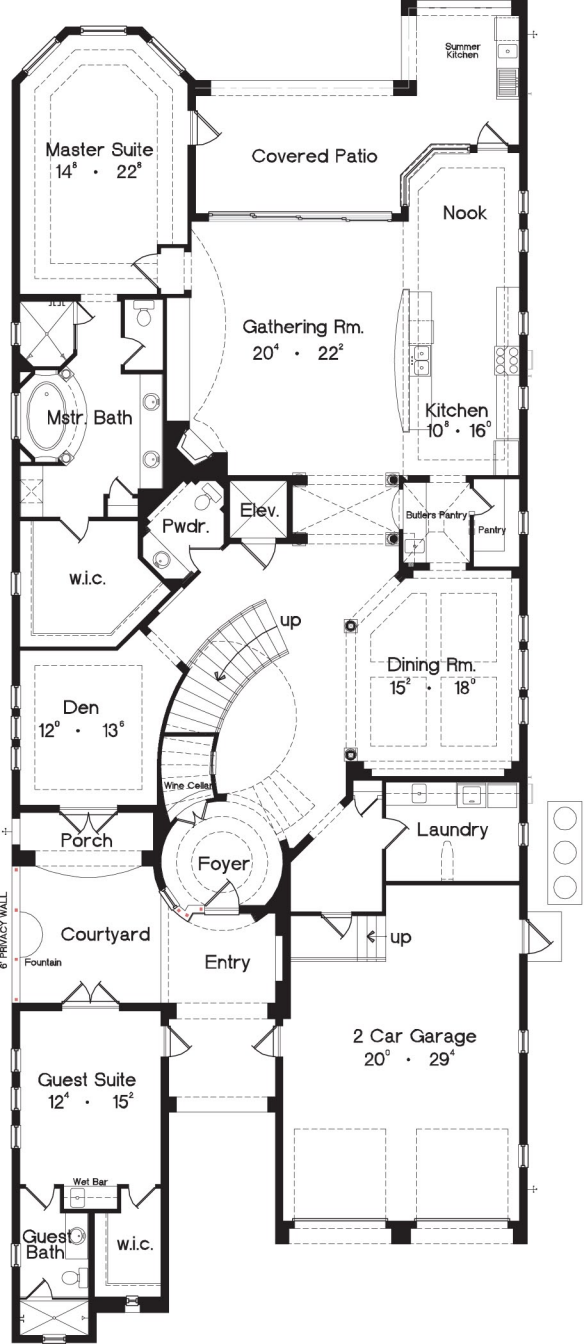 Summer
Kitchen
Master Suite
14⁸ · 22⁸
Covered Patio
Nook
Gathering Rm.
20⁴ · 22²
Mstr. Bath
Kitchen
10⁸ · 16⁰
Pwdr.
Elev.
Butlers Pantry
Pantry
w.i.c.
up
Dining Rm.
15² · 18⁰
Den
12⁰ · 13⁶
Wine Cellar
Porch
Laundry
Foyer
6' PRIVACY WALL
Courtyard
up
Fountain
Entry
2 Car Garage
20⁰ · 29⁴
Guest Suite
12⁴ · 15²
Wet Bar
Guest
Bath
w.i.c.